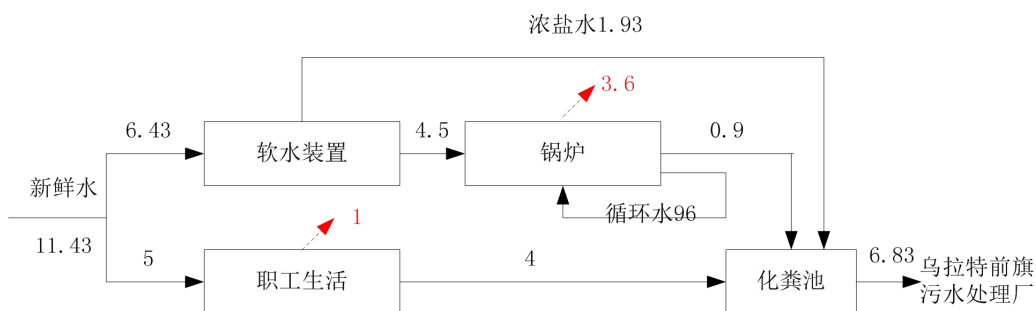 浓盐水1.93
3.6
6.43
软水装置
4.5
锅炉
0.9
新鲜水
循环水96
11.43
1
5
职工生活
4
化粪池
6.83
乌拉特前旗
污水处理厂